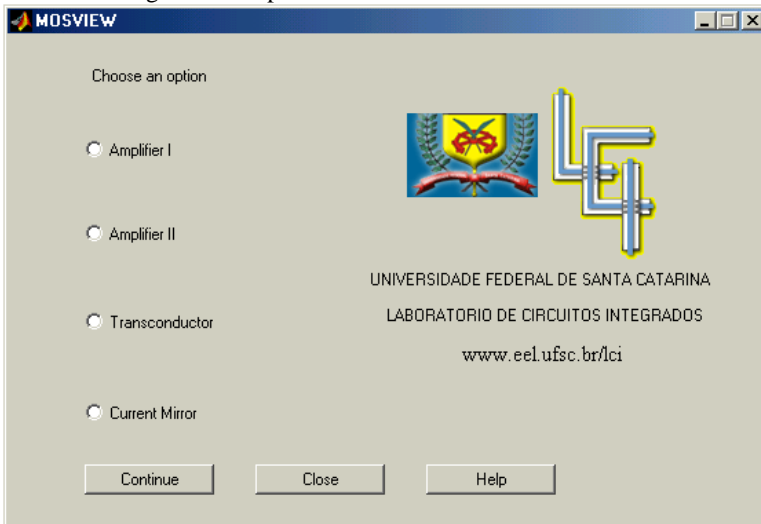 MOSVIEW
Choose an option
Amplifier I
Amplifier II
UNIVERSIDADE FEDERAL DE SANTA CATARINA
Transconductor
LABORATORIO DE CIRCUITOS INTEGRADOS
www.eel.ufsc.br/lci
Current Mirror
Continue Close Help